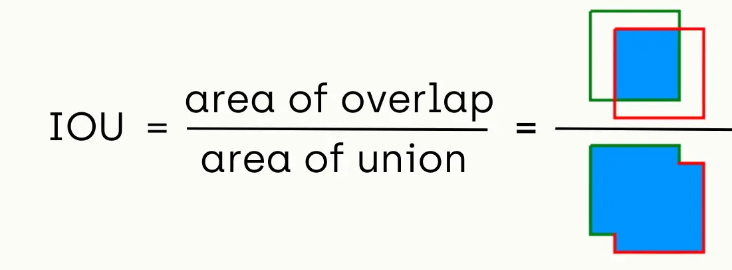 IOU = area of overlap =
area of union